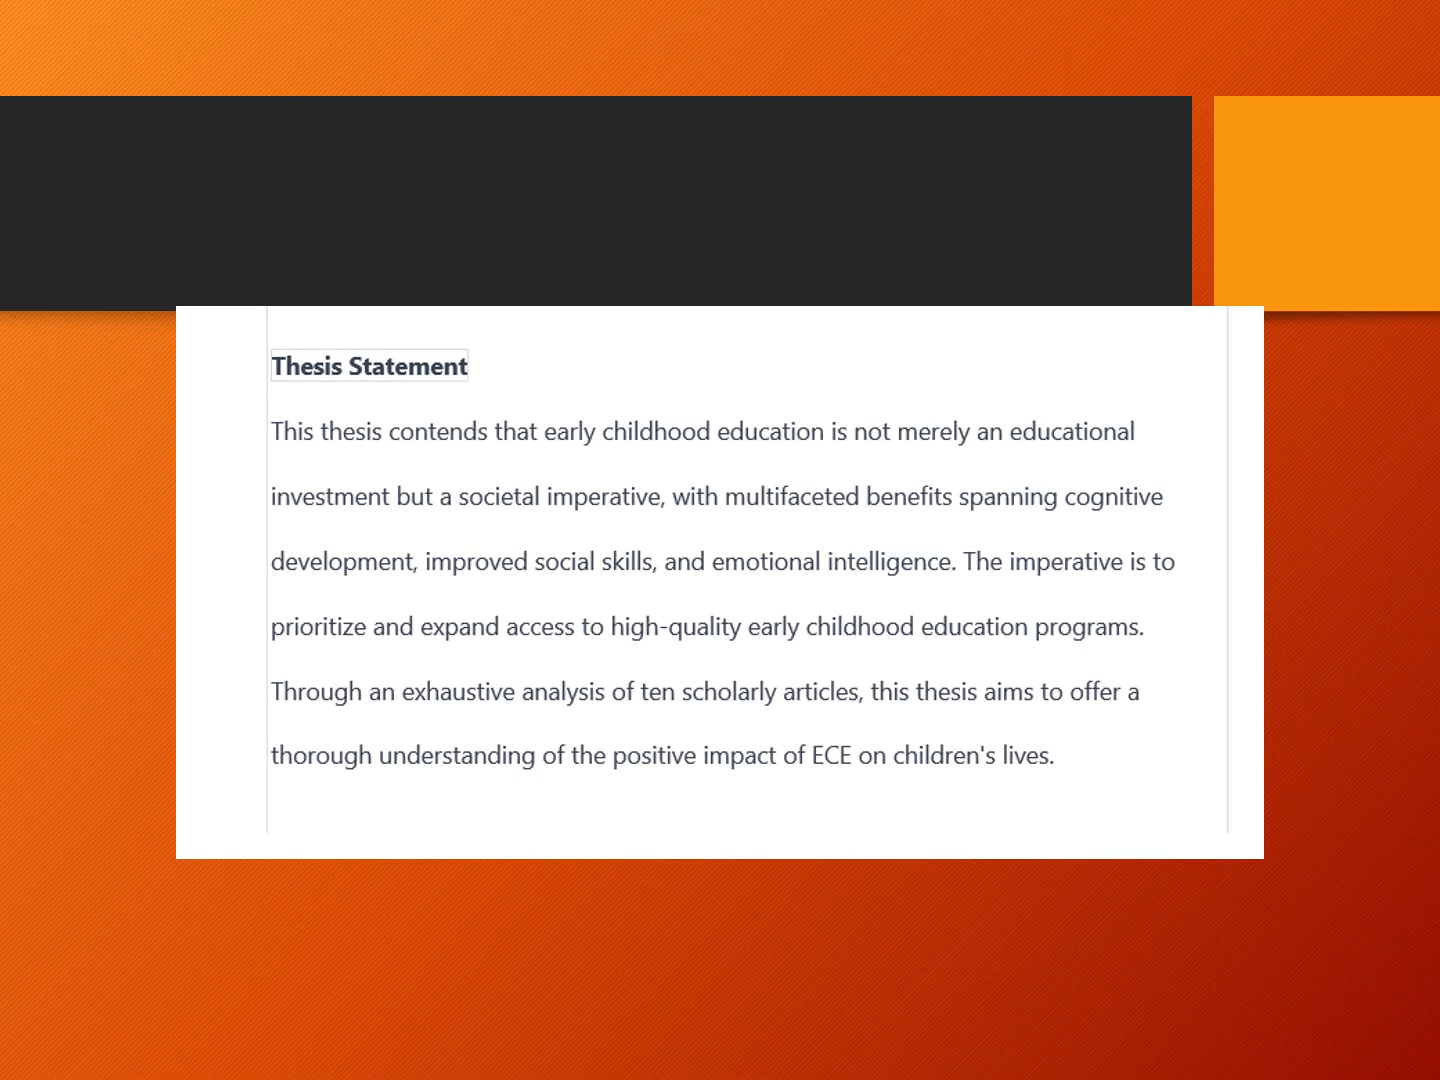 Thesis Statement
This thesis contends that early childhood education is not merely an educational
investment but a societal imperative, with multifaceted benefits spanning cognitive
development, improved social skills, and emotional intelligence. The imperative is to
prioritize and expand access to high-quality early childhood education programs.
Through an exhaustive analysis of ten scholarly articles, this thesis aims to offer a
thorough understanding of the positive impact of ECE on children's lives.